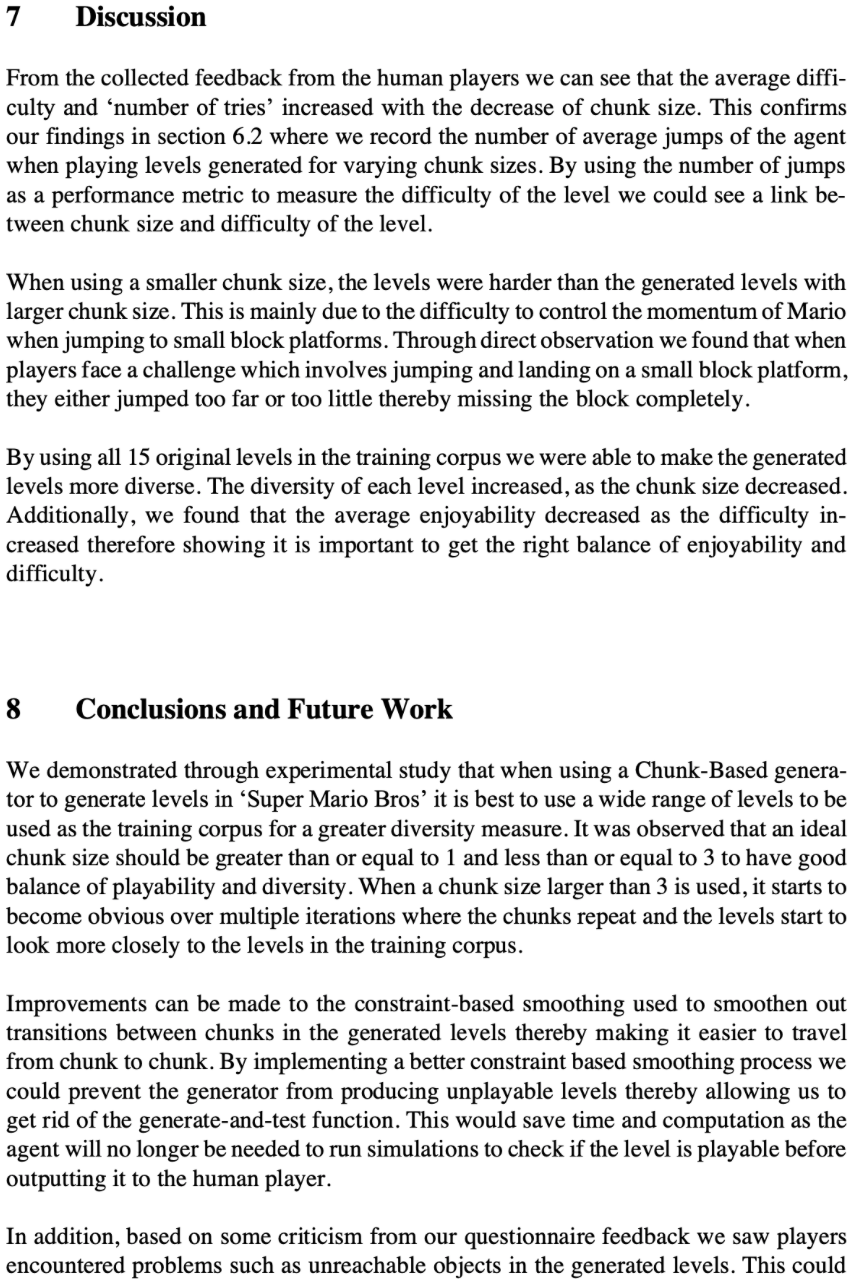 7 Discussion
From the collected feedback from the human players we can see that the average diffi-
culty and ‘number of tries’ increased with the decrease of chunk size. This confirms
our findings in section 6.2 where we record the number of average jumps of the agent
when playing levels generated for varying chunk sizes. By using the number of jumps
as a performance metric to measure the difficulty of the level we could see a link be-
tween chunk size and difficulty of the level.
When using a smaller chunk size, the levels were harder than the generated levels with
larger chunk size. This is mainly due to the difficulty to control the momentum of Mario
when jumping to small block platforms. Through direct observation we found that when
players face a challenge which involves jumping and landing on a small block platform,
they either jumped too far or too little thereby missing the block completely.
By using all 15 original levels in the training corpus we were able to make the generated
levels more diverse. The diversity of each level increased, as the chunk size decreased.
Additionally, we found that the average enjoyability decreased as the difficulty in-
creased therefore showing it is important to get the right balance of enjoyability and
difficulty.
8 Conclusions and Future Work
We demonstrated through experimental study that when using a Chunk-Based genera-
tor to generate levels in ‘Super Mario Bros’ it is best to use a wide range of levels to be
used as the training corpus for a greater diversity measure. It was observed that an ideal
chunk size should be greater than or equal to 1 and less than or equal to 3 to have good
balance of playability and diversity. When a chunk size larger than 3 is used, it starts to
become obvious over multiple iterations where the chunks repeat and the levels start to
look more closely to the levels in the training corpus.
Improvements can be made to the constraint-based smoothing used to smoothen out
transitions between chunks in the generated levels thereby making it easier to travel
from chunk to chunk. By implementing a better constraint based smoothing process we
could prevent the generator from producing unplayable levels thereby allowing us to
get rid of the generate-and-test function. This would save time and computation as the
agent will no longer be needed to run simulations to check if the level is playable before
outputting it to the human player.
In addition, based on some criticism from our questionnaire feedback we saw players
encountered problems such as unreachable objects in the generated levels. This could